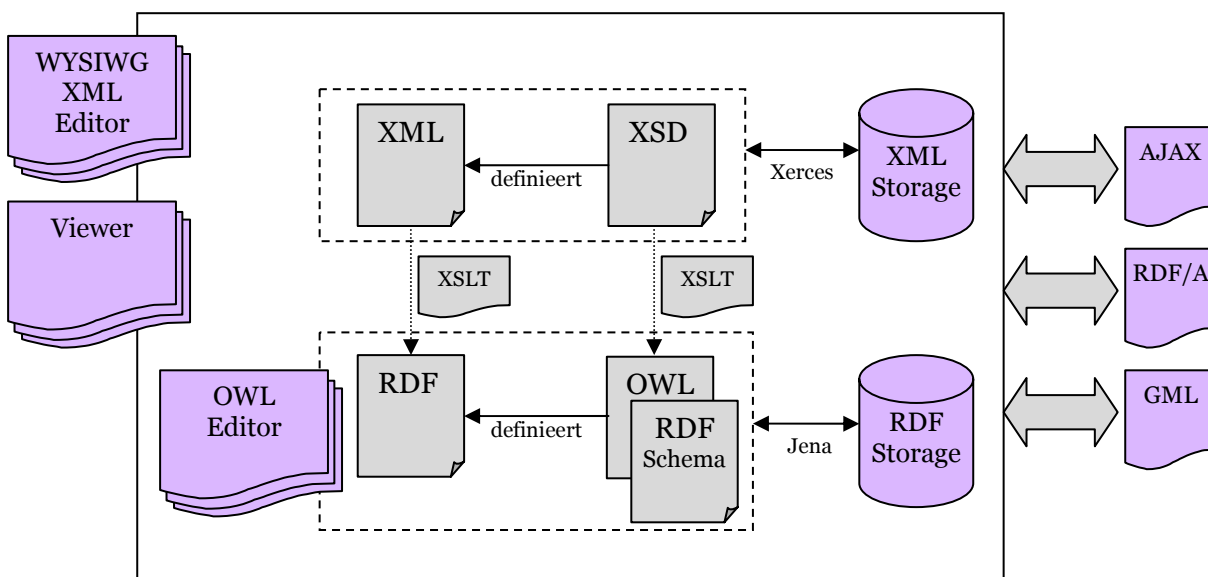 WYSIWG
XML
Editor
Viewer
OWL
Editor
XML
definieert
XSD
Xerces
XML
Storage
XSLT
XSLT
RDF
definieert
OWL
RDF
Schema
Jena
RDF
Storage
AJAX
RDF/A
GML